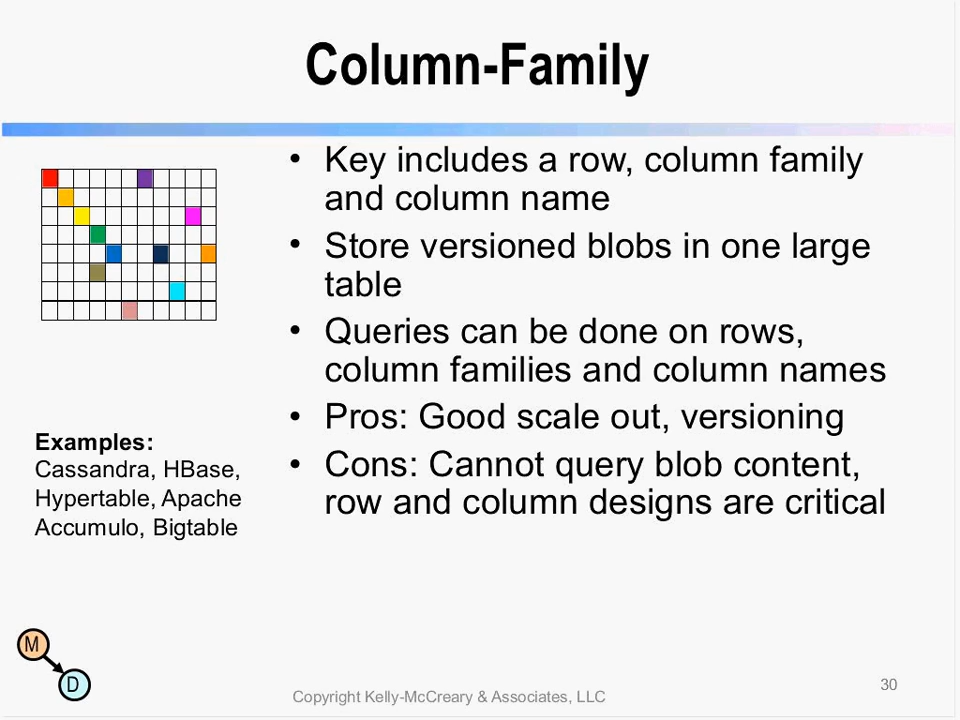 Column-Family
• Key includes a row, column family
and column name
• Store versioned blobs in one large
table
• Queries can be done on rows,
column families and column names
• Pros: Good scale out, versioning
• Cons: Cannot query blob content,
row and column designs are critical
Examples:
Cassandra, HBase,
Hypertable, Apache
Accumulo, Bigtable
M
D
Copyright Kelly-McCreary & Associates, LLC
30